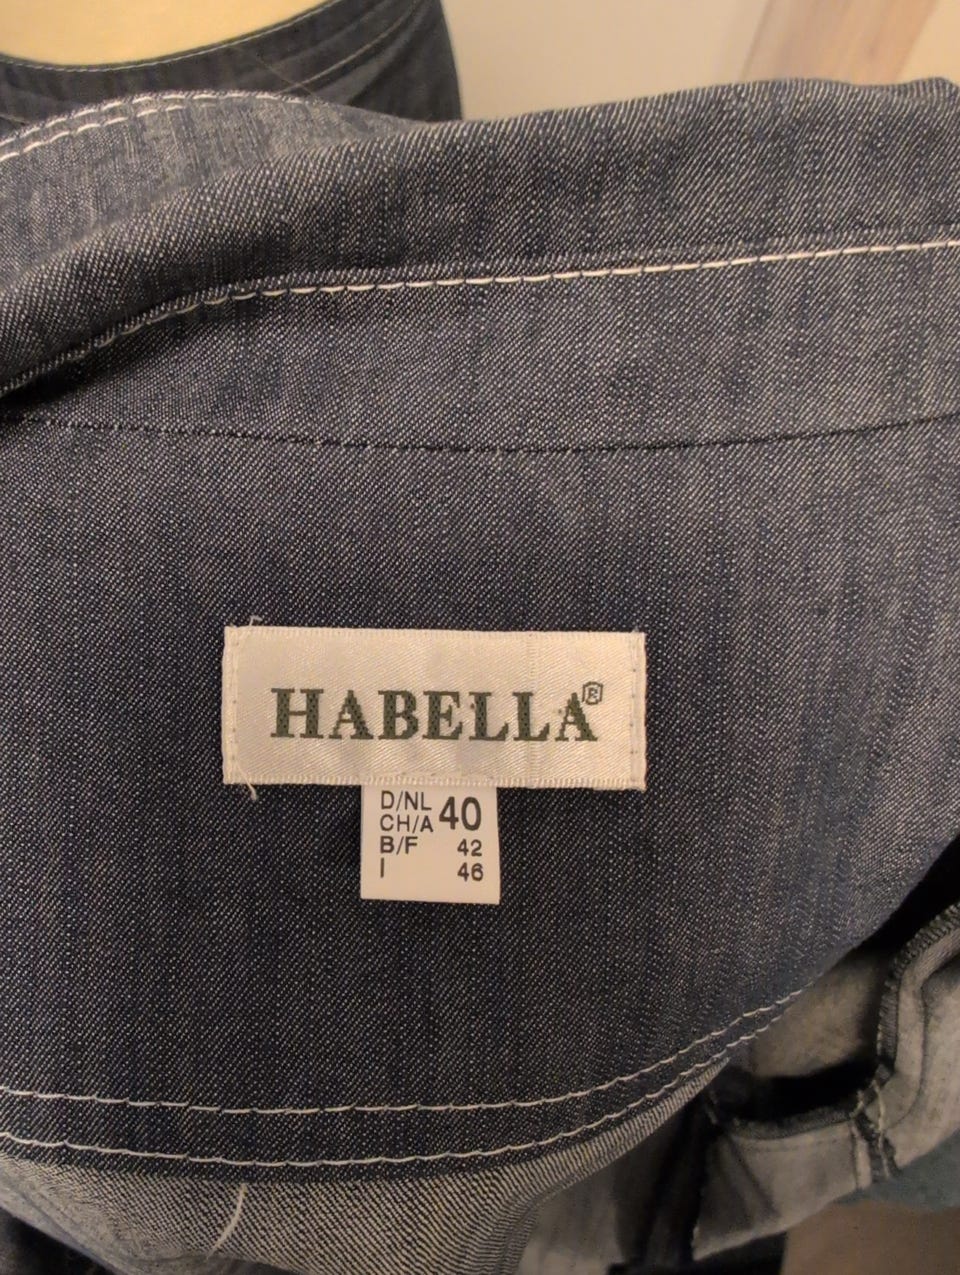 HABELLA®
D/NL
CH/A 40
B/F 42
I 46